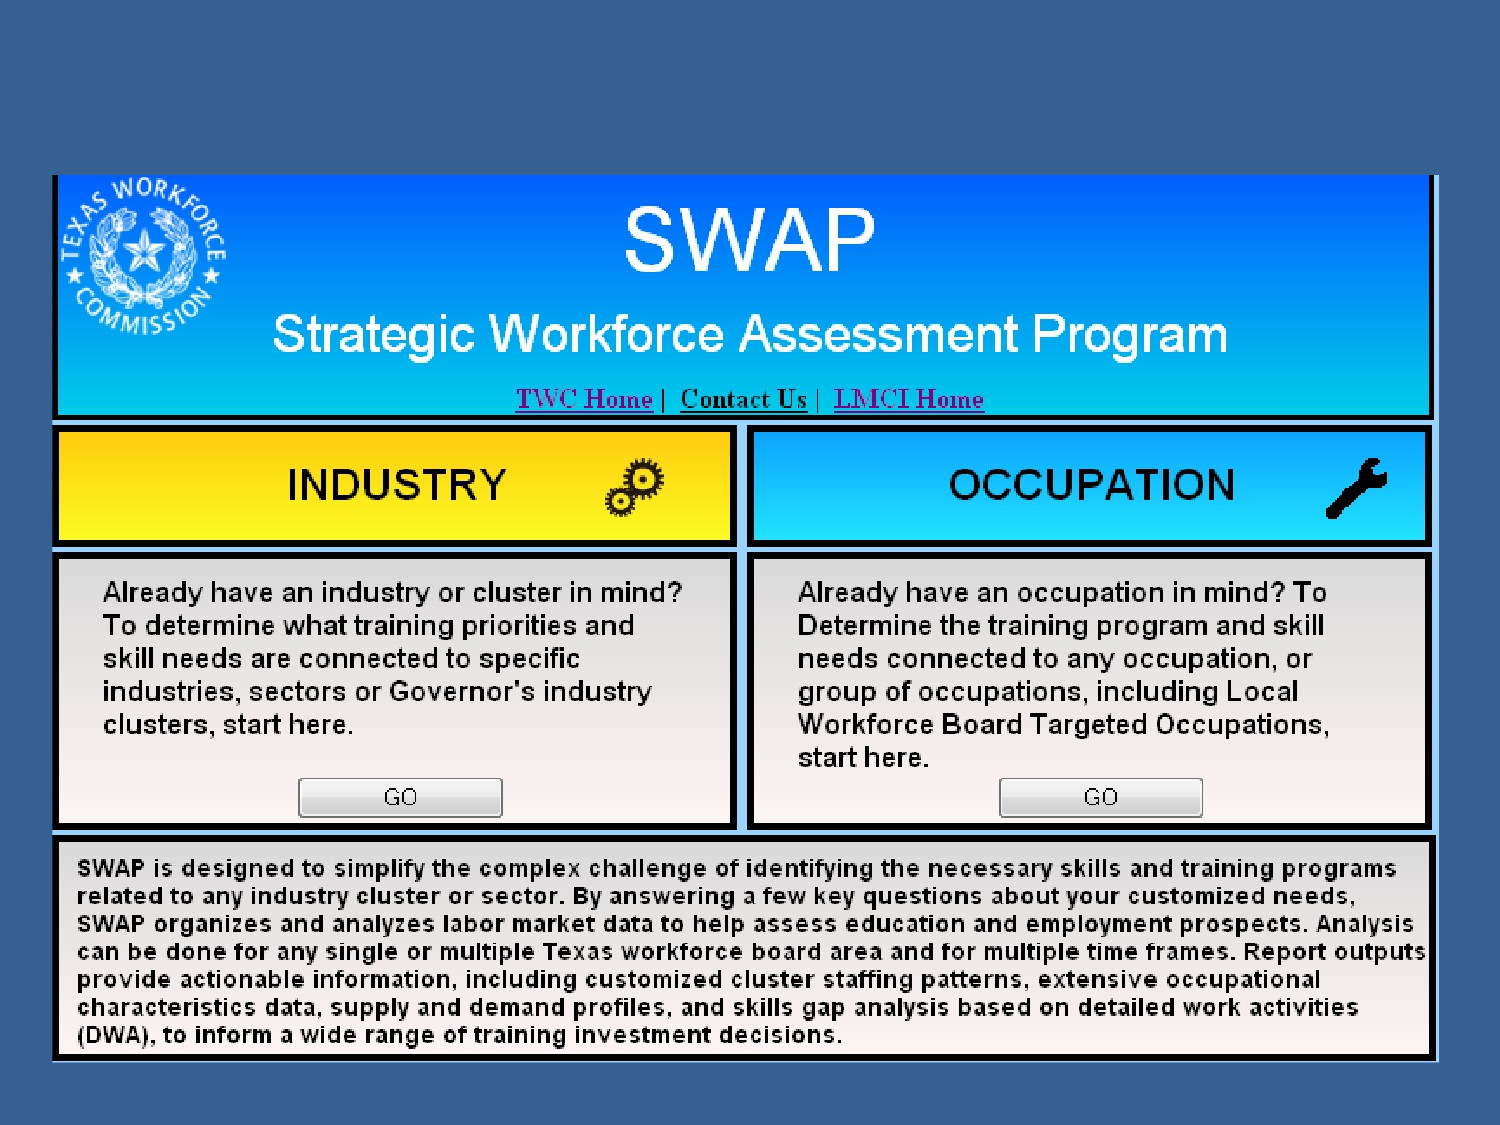 TEXAS WORKFORCE COMMISSION
SWAP
Strategic Workforce Assessment Program
TWC Home | Contact Us | LMCI Home
INDUSTRY
Already have an industry or cluster in mind?
To determine what training priorities and
skill needs are connected to specific
industries, sectors or Governor's industry
clusters, start here.
GO
OCCUPATION
Already have an occupation in mind? To
Determine the training program and skill
needs connected to any occupation, or
group of occupations, including Local
Workforce Board Targeted Occupations,
start here.
GO
SWAP is designed to simplify the complex challenge of identifying the necessary skills and training programs
related to any industry cluster or sector. By answering a few key questions about your customized needs,
SWAP organizes and analyzes labor market data to help assess education and employment prospects. Analysis
can be done for any single or multiple Texas workforce board area and for multiple time frames. Report outputs
provide actionable information, including customized cluster staffing patterns, extensive occupational
characteristics data, supply and demand profiles, and skills gap analysis based on detailed work activities
(DWA), to inform a wide range of training investment decisions.